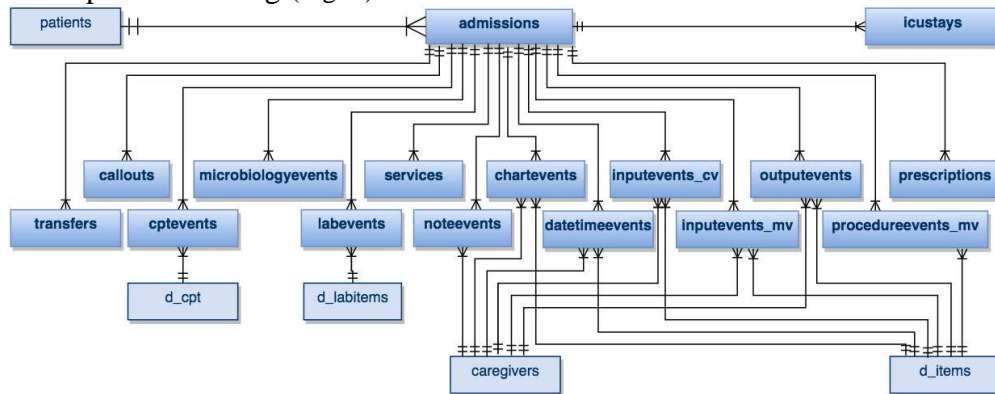 patients admissions icustays
callouts microbiologyevents services chartevents inputevents_cv outputevents prescriptions
transfers cptevents labevents noteevents datetimeevents inputevents_mv procedureevents_mv
d_cpt d_labitems
caregivers d_items